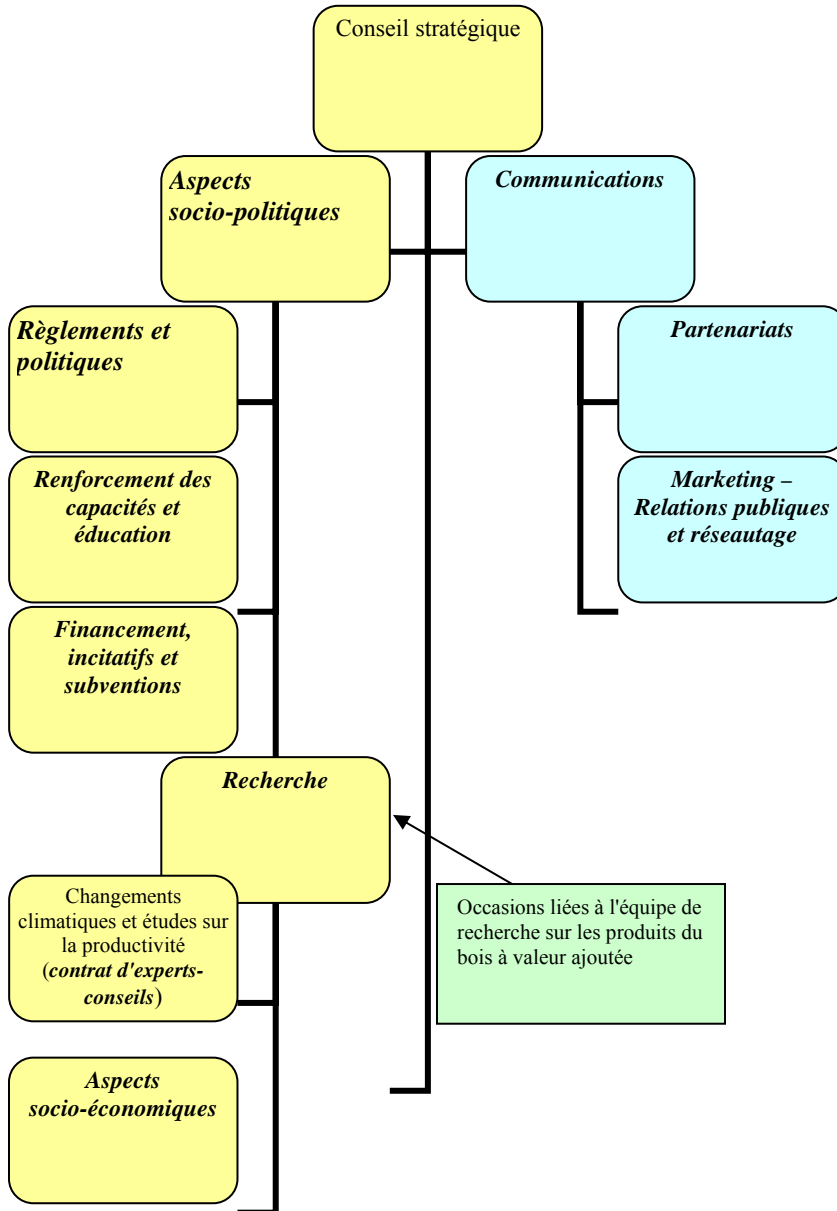 Conseil stratégique
Aspects
socio-politiques
Communications
Règlements et
politiques
Partenariats
Renforcement des
capacités et
éducation
Marketing –
Relations publiques
et réseautage
Financement,
incitatifs et
subventions
Recherche
Changements
climatiques et études sur
la productivité
(contrat d'experts-
conseils)
Occasions liées à l'équipe de
recherche sur les produits du
bois à valeur ajoutée
Aspects
socio-économiques